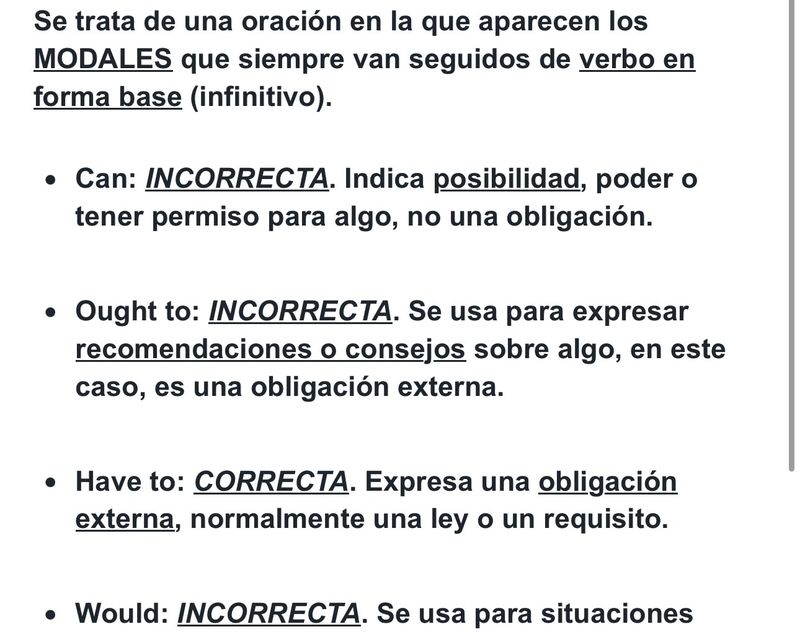 Se trata de una oración en la que aparecen los
MODALES que siempre van seguidos de verbo en
forma base (infinitivo).
• Can: INCORRECTA. Indica posibilidad, poder o
tener permiso para algo, no una obligación.
• Ought to: INCORRECTA. Se usa para expresar
recomendaciones o consejos sobre algo, en este
caso, es una obligación externa.
• Have to: CORRECTA. Expresa una obligación
externa, normalmente una ley o un requisito.
• Would: INCORRECTA. Se usa para situaciones